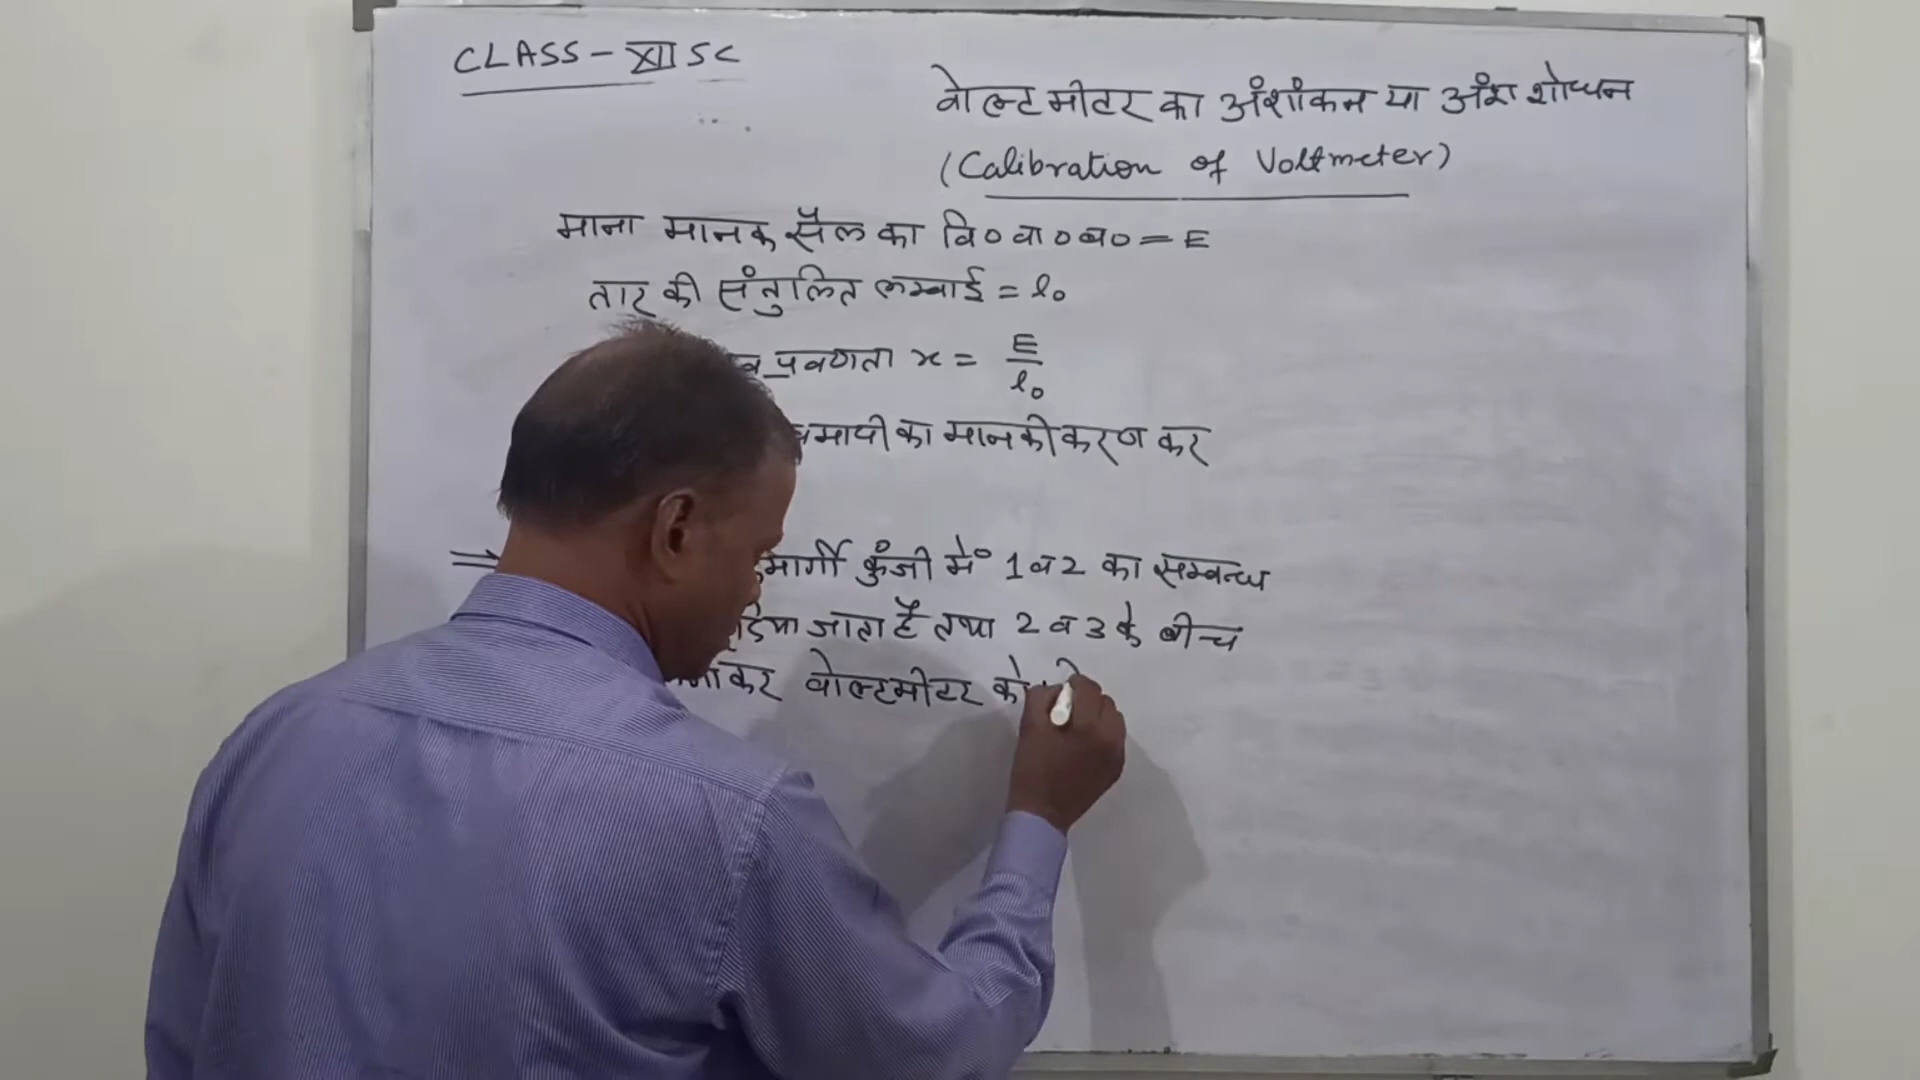 CLASS - XII SC
वोल्टमीटर का अंशांकन या अंश शोधन
(Calibration of Voltmeter)
माना मानक सैल का वि० वा० ब० = E
तार की संतुलित लम्बाई = l₀
प्रवणता x = E/l₀
का मानकीकरण कर
⇒ कुंजी में 1 व 2 का सम्बन्ध
जाता है तथा 2 व 3 के बीच
वोल्टमीटर को